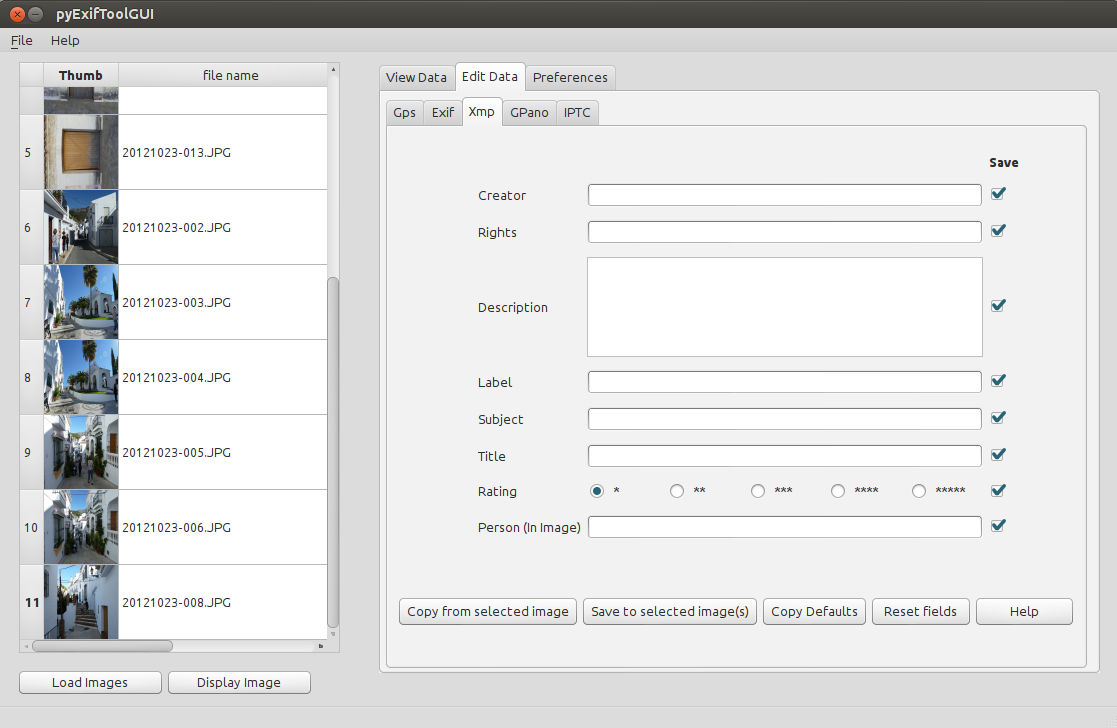 pyExifToolGUI
File Help
Thumb file name
5 20121023-013.JPG
6 20121023-002.JPG
7 20121023-003.JPG
8 20121023-004.JPG
9 20121023-005.JPG
10 20121023-006.JPG
11 20121023-008.JPG
Load Images Display Image
View Data Edit Data Preferences
Gps Exif Xmp GPano IPTC
Save
Creator
Rights
Description
Label
Subject
Title
Rating * ** *** **** *****
Person (In Image)
Copy from selected image Save to selected image(s) Copy Defaults Reset fields Help